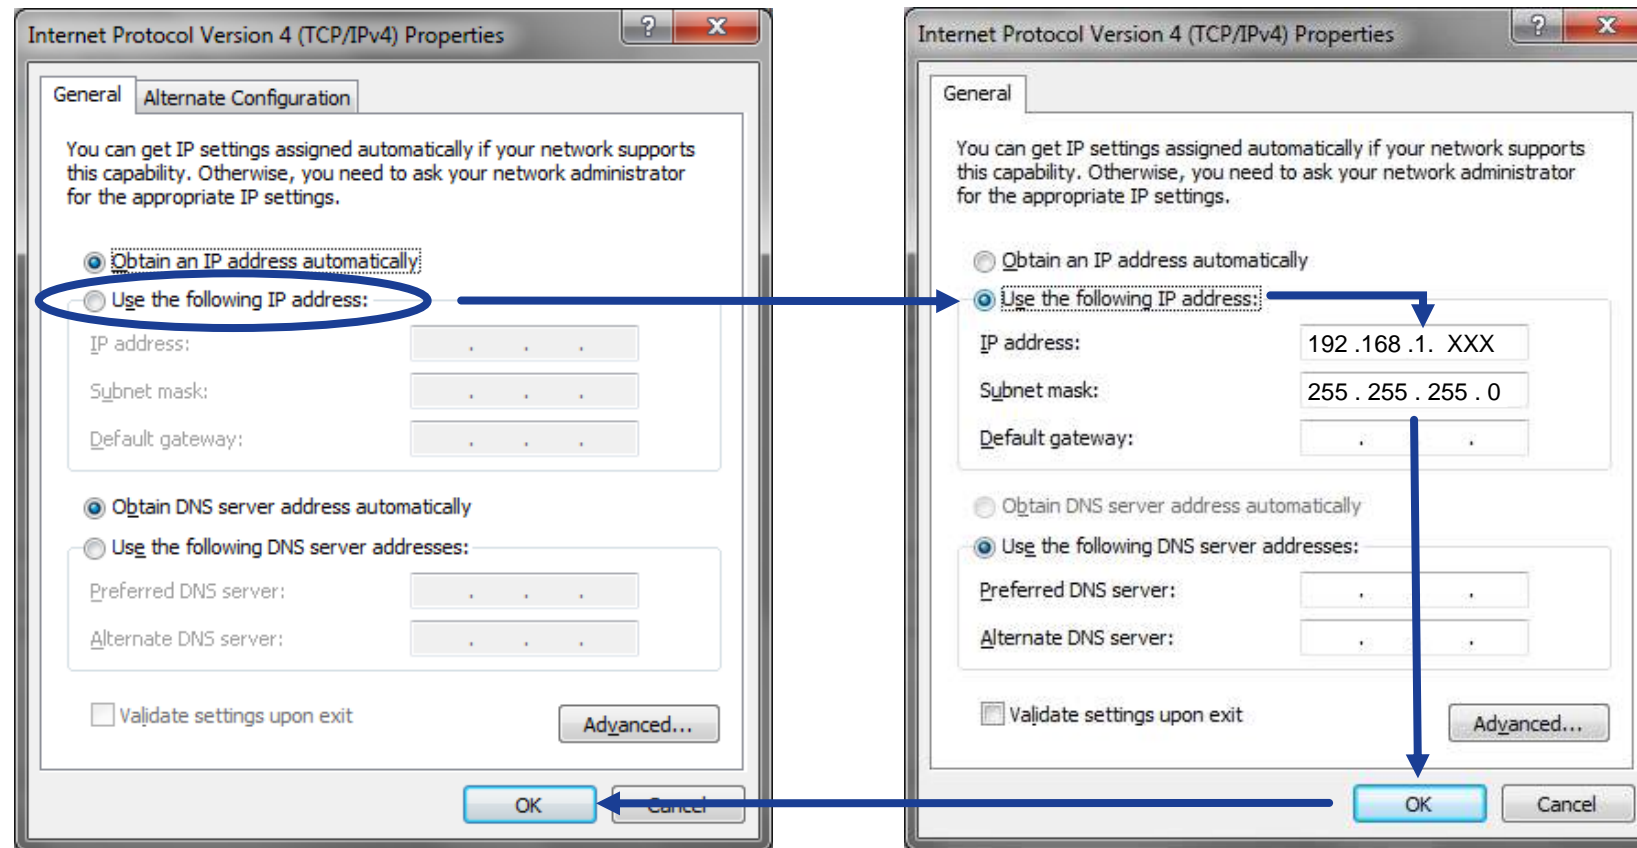 Internet Protocol Version 4 (TCP/IPv4) Properties
General
Alternate Configuration
You can get IP settings assigned automatically if your network supports
this capability. Otherwise, you need to ask your network administrator
for the appropriate IP settings.
Obtain an IP address automatically
Use the following IP address:
IP address:
. . .
Subnet mask:
. . .
Default gateway:
. . .
Obtain DNS server address automatically
Use the following DNS server addresses:
Preferred DNS server:
. . .
Alternate DNS server:
. . .
Validate settings upon exit
Advanced...
OK
Cancel
Internet Protocol Version 4 (TCP/IPv4) Properties
General
You can get IP settings assigned automatically if your network supports
this capability. Otherwise, you need to ask your network administrator
for the appropriate IP settings.
Obtain an IP address automatically
Use the following IP address:
IP address:
192 .168 .1. XXX
Subnet mask:
255 . 255 . 255 . 0
Default gateway:
. .
Obtain DNS server address automatically
Use the following DNS server addresses:
Preferred DNS server:
. .
Alternate DNS server:
. .
Validate settings upon exit
Advanced...
OK
Cancel